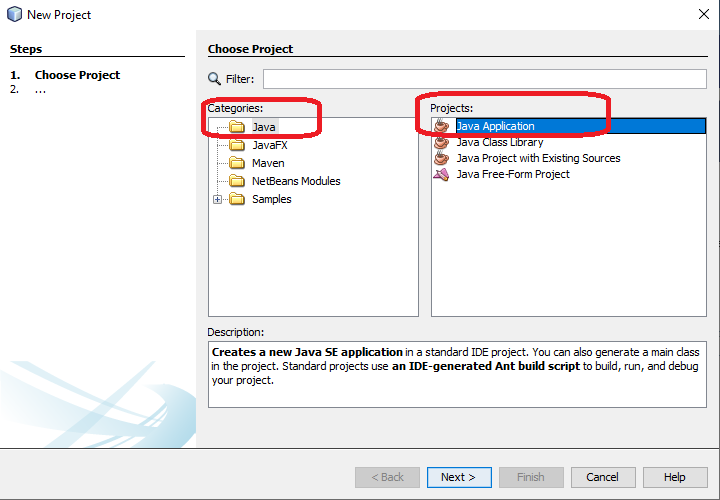 New Project
Steps
1. Choose Project
2. ...
Choose Project
Filter:
Categories:
Java
JavaFX
Maven
NetBeans Modules
Samples
Projects:
Java Application
Java Class Library
Java Project with Existing Sources
Java Free-Form Project
Description:
Creates a new Java SE application in a standard IDE project. You can also generate a main class
in the project. Standard projects use an IDE-generated Ant build script to build, run, and debug
your project.
< Back
Next >
Finish
Cancel
Help